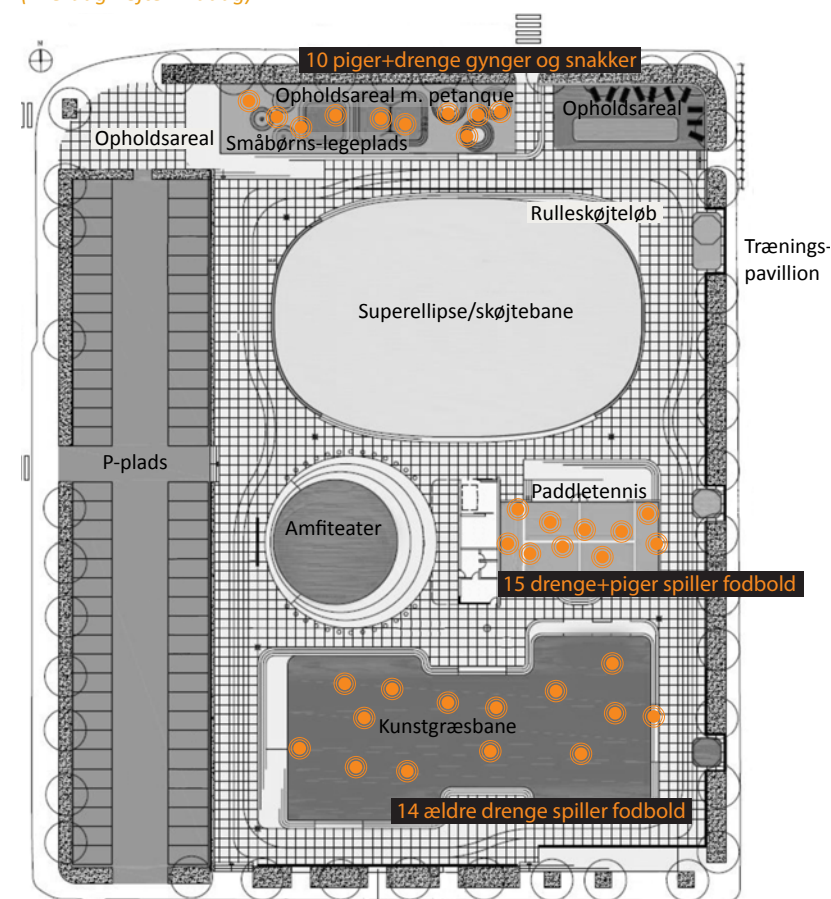 10 piger+drenge gynger og snakker
Opholdsareal m. petanque
Opholdsareal
Opholdsareal
Småbørns-legeplads
Rulleskøjteløb
Trænings-
pavillion
Superellipse/skøjtebane
P-plads
Paddletennis
Amfiteater
15 drenge+piger spiller fodbold
Kunstgræsbane
14 ældre drenge spiller fodbold